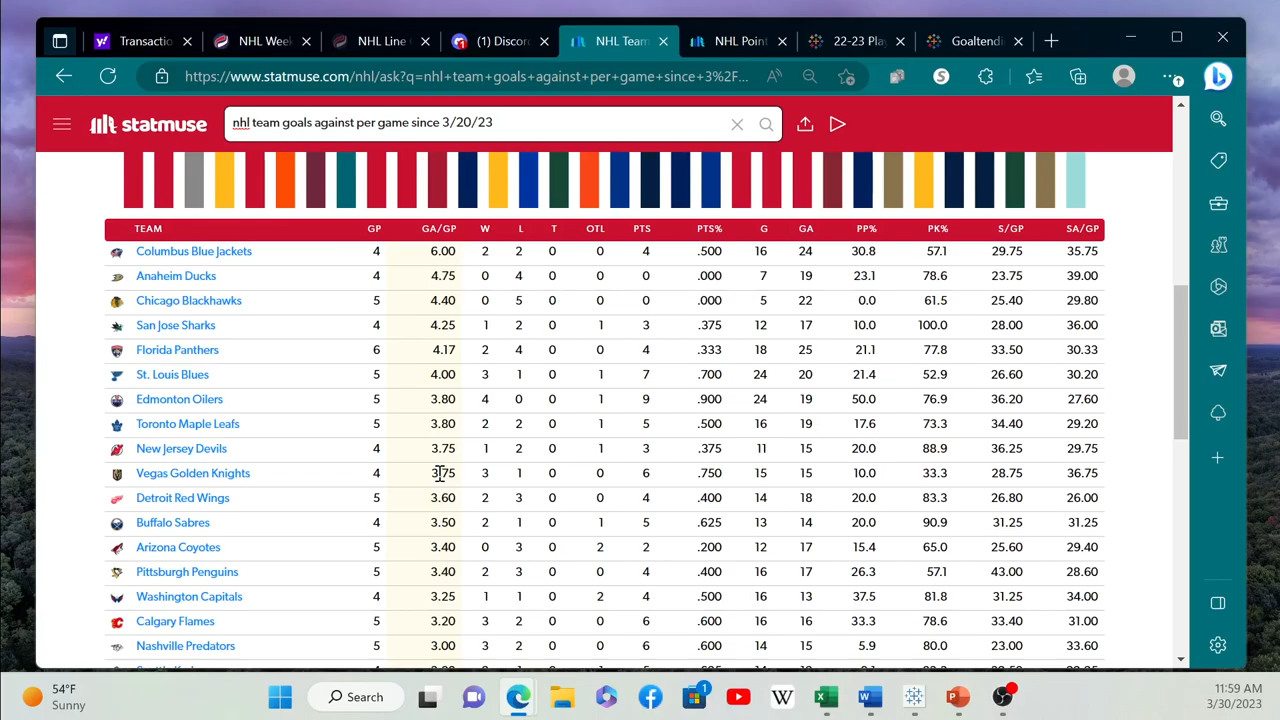 Transactio
NHL Wee
NHL Line
(1) Discor
NHL Team
NHL Point
22-23 Pla
Goaltendi
https://www.statmuse.com/nhl/ask?q=nhl+team+goals+against+per+game+since+3%2F...
statmuse
nhl team goals against per game since 3/20/23
TEAM GP GA/GP W L T OTL PTS PTS% G GA PP% PK% S/GP SA/GP
Columbus Blue Jackets 4 6.00 2 2 0 0 4 .500 16 24 30.8 57.1 29.75 35.75
Anaheim Ducks 4 4.75 0 4 0 0 0 .000 7 19 23.1 78.6 23.75 39.00
Chicago Blackhawks 5 4.40 0 5 0 0 0 .000 5 22 0.0 61.5 25.40 29.80
San Jose Sharks 4 4.25 1 2 0 1 3 .375 12 17 10.0 100.0 28.00 36.00
Florida Panthers 6 4.17 2 4 0 0 4 .333 18 25 21.1 77.8 33.50 30.33
St. Louis Blues 5 4.00 3 1 0 1 7 .700 24 20 21.4 52.9 26.60 30.20
Edmonton Oilers 5 3.80 4 0 0 1 9 .900 24 19 50.0 76.9 36.20 27.60
Toronto Maple Leafs 5 3.80 2 2 0 1 5 .500 16 19 17.6 73.3 34.40 29.20
New Jersey Devils 4 3.75 1 2 0 1 3 .375 11 15 20.0 88.9 36.25 29.75
Vegas Golden Knights 4 3.75 3 1 0 0 6 .750 15 15 10.0 33.3 28.75 36.75
Detroit Red Wings 5 3.60 2 3 0 0 4 .400 14 18 20.0 83.3 26.80 26.00
Buffalo Sabres 4 3.50 2 1 0 1 5 .625 13 14 20.0 90.9 31.25 31.25
Arizona Coyotes 5 3.40 0 3 0 2 2 .200 12 17 15.4 65.0 25.60 29.40
Pittsburgh Penguins 5 3.40 2 3 0 0 4 .400 16 17 26.3 57.1 43.00 28.60
Washington Capitals 4 3.25 1 1 0 2 4 .500 16 13 37.5 81.8 31.25 34.00
Calgary Flames 5 3.20 3 2 0 0 6 .600 16 16 33.3 78.6 33.40 31.00
Nashville Predators 5 3.00 3 2 0 0 6 .600 14 15 5.9 80.0 23.00 33.60
54°F
Sunny
Search
1
11:59 AM
3/30/2023